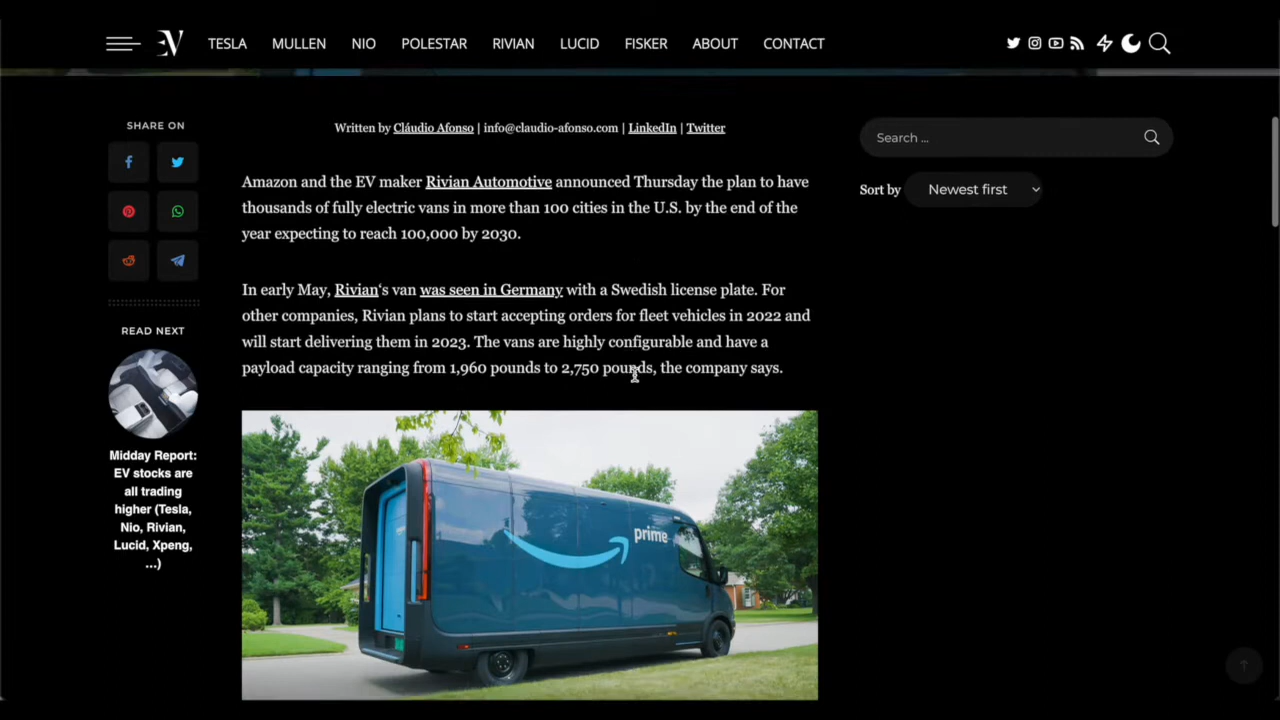 EV TESLA MULLEN NIO POLESTAR RIVIAN LUCID FISKER ABOUT CONTACT
SHARE ON
READ NEXT
Midday Report:
EV stocks are
all trading
higher (Tesla,
Nio, Rivian,
Lucid, Xpeng,
...)
Written by Cláudio Afonso | info@claudio-afonso.com | LinkedIn | Twitter
Amazon and the EV maker Rivian Automotive announced Thursday the plan to have
thousands of fully electric vans in more than 100 cities in the U.S. by the end of the
year expecting to reach 100,000 by 2030.
In early May, Rivian‘s van was seen in Germany with a Swedish license plate. For
other companies, Rivian plans to start accepting orders for fleet vehicles in 2022 and
will start delivering them in 2023. The vans are highly configurable and have a
payload capacity ranging from 1,960 pounds to 2,750 pounds, the company says.
prime
Search ...
Sort by Newest first